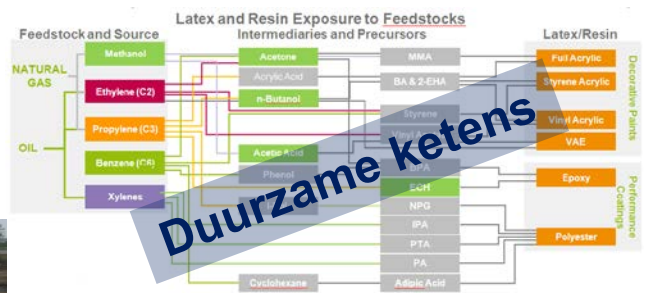 Latex and Resin Exposure to Feedstocks
Feedstock and Source
Intermediaries and Precursors
Latex/Resin
NATURAL
GAS
OIL
Methanol
Ethylene (C2)
Propylene (C3)
Benzene (C6)
Xylenes
Acetone
Acrylic Acid
n-Butanol
Acetic Acid
Phenol
Cyclohexane
MMA
BA & 2-EHA
Styrene
Vinyl
BPA
ECH
NPG
IPA
PTA
PA
Adipic Acid
Full Acrylic
Styrene Acrylic
Vinyl Acrylic
VAE
Epoxy
Polyester
Decorative Paints
Performance
Coatings
Duurzame ketens